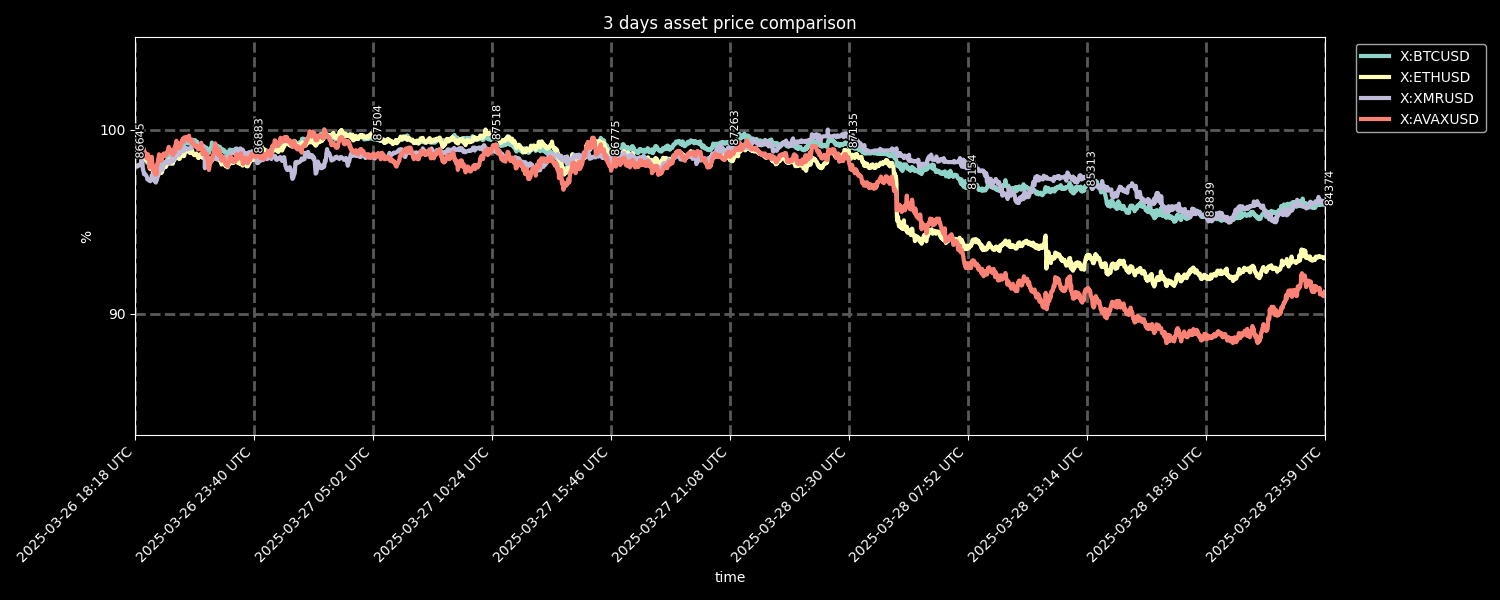 3 days asset price comparison
X:BTCUSD
X:ETHUSD
X:XMRUSD
X:AVAXUSD
100
90
%
86645
86883
87504
87518
86775
87263
87135
85154
85313
83839
84374
2025-03-26 18:18 UTC
2025-03-26 23:40 UTC
2025-03-27 05:02 UTC
2025-03-27 10:24 UTC
2025-03-27 15:46 UTC
2025-03-27 21:08 UTC
2025-03-28 02:30 UTC
2025-03-28 07:52 UTC
2025-03-28 13:14 UTC
2025-03-28 18:36 UTC
2025-03-28 23:59 UTC
time